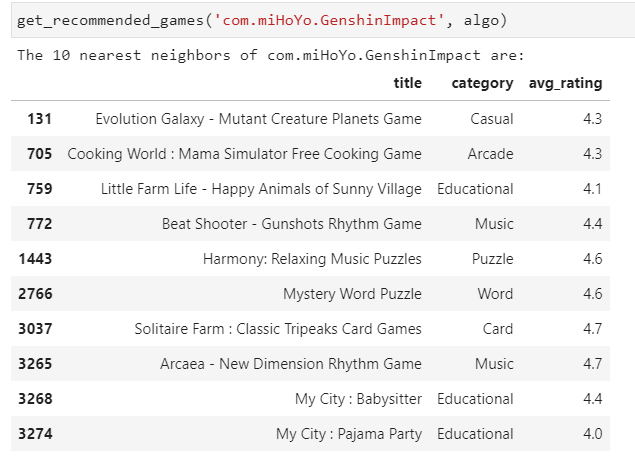 get_recommended_games('com.miHoYo.GenshinImpact', algo)
The 10 nearest neighbors of com.miHoYo.GenshinImpact are:
title category avg_rating
131 Evolution Galaxy - Mutant Creature Planets Game Casual 4.3
705 Cooking World : Mama Simulator Free Cooking Game Arcade 4.3
759 Little Farm Life - Happy Animals of Sunny Village Educational 4.1
772 Beat Shooter - Gunshots Rhythm Game Music 4.4
1443 Harmony: Relaxing Music Puzzles Puzzle 4.6
2766 Mystery Word Puzzle Word 4.6
3037 Solitaire Farm : Classic Tripeaks Card Games Card 4.7
3265 Arcaea - New Dimension Rhythm Game Music 4.7
3268 My City : Babysitter Educational 4.4
3274 My City : Pajama Party Educational 4.0